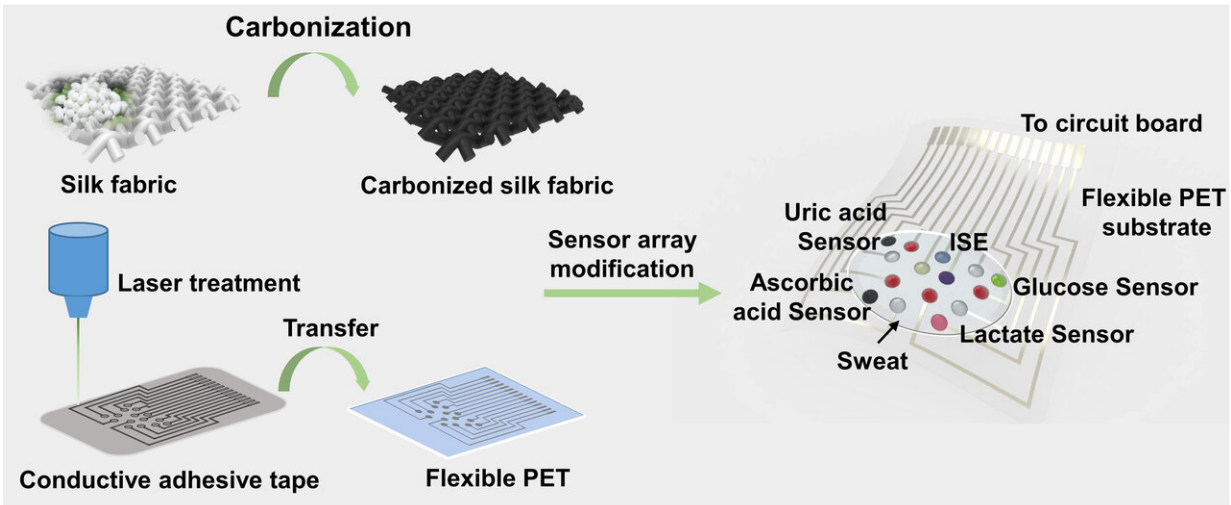 Carbonization
Silk fabric
Carbonized silk fabric
Laser treatment
Transfer
Conductive adhesive tape
Flexible PET
Sensor array
modification
To circuit board
Flexible PET
substrate
Uric acid
Sensor
ISE
Ascorbic
acid Sensor
Glucose Sensor
Lactate Sensor
Sweat